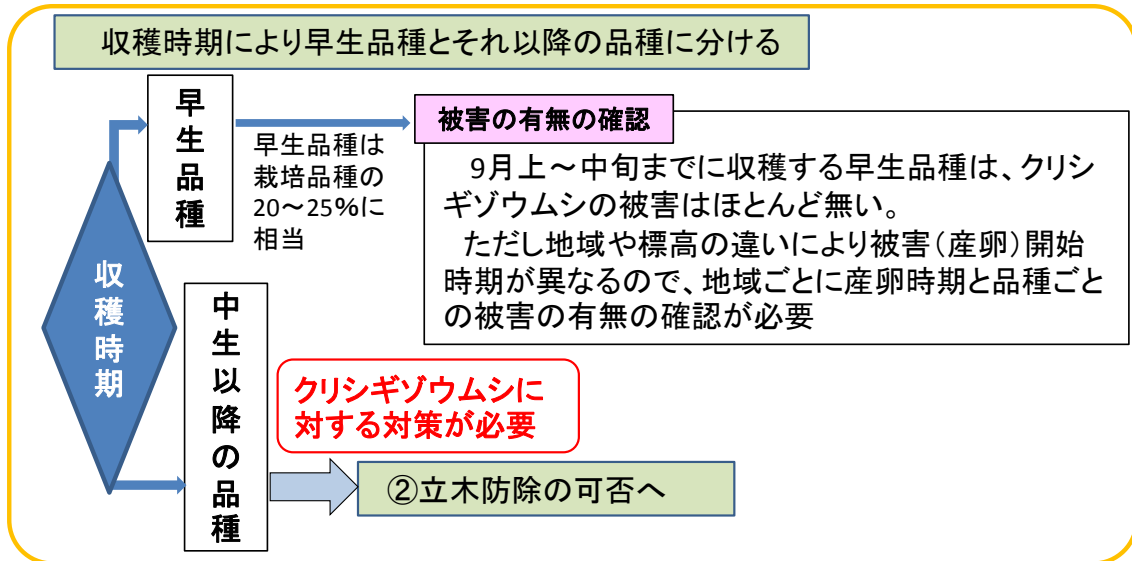 収穫時期により早生品種とそれ以降の品種に分ける
収穫時期
早生品種
早生品種は
栽培品種の
20～25％に
相当
被害の有無の確認
9月上～中旬までに収穫する早生品種は、クリシ
ギゾウムシの被害はほとんど無い。
ただし地域や標高の違いにより被害（産卵）開始
時期が異なるので、地域ごとに産卵時期と品種ごと
の被害の有無の確認が必要
中生以降の品種
クリシギゾウムシに
対する対策が必要
②立木防除の可否へ